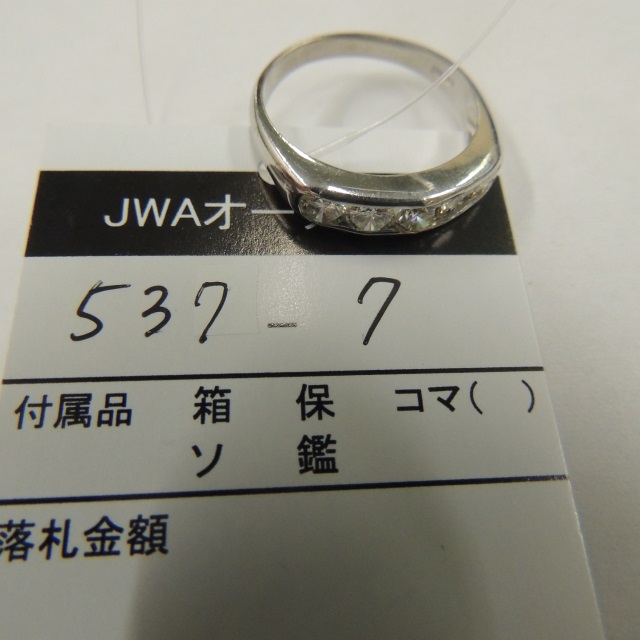 JWAオー
537-7
付属品 箱 保 コマ( )
ソ 鑑
落札金額